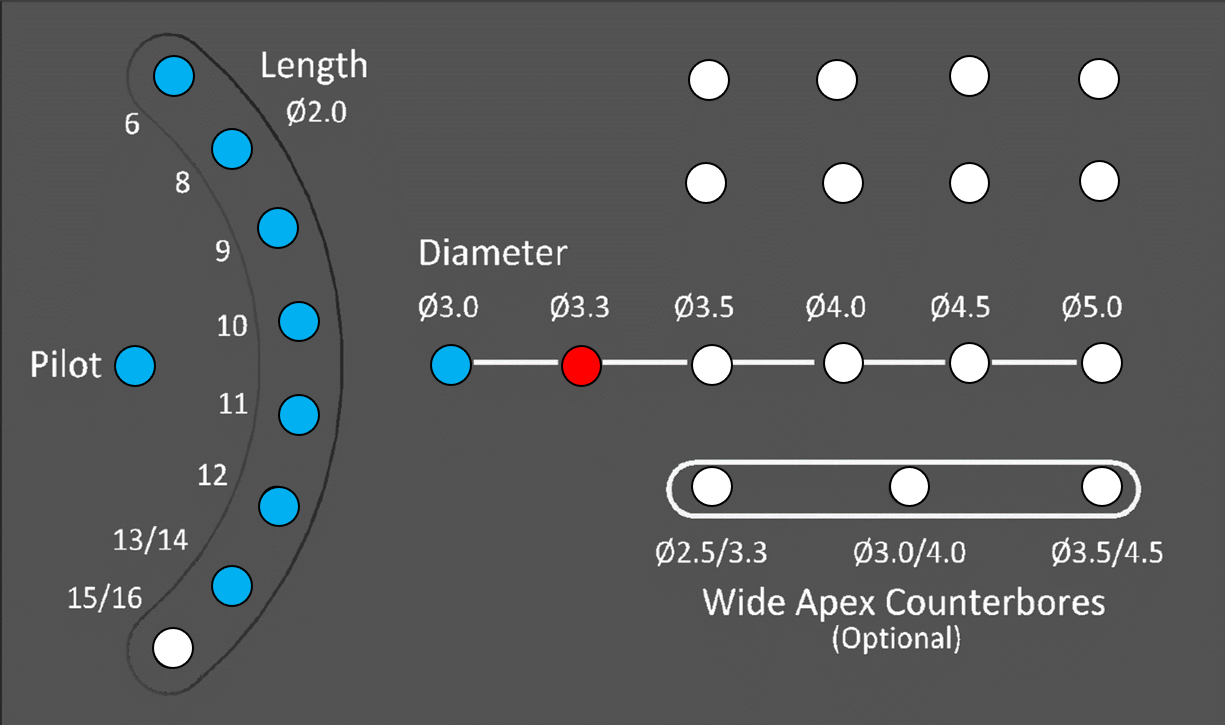 Length
Ø2.0
6
8
9
10
11
12
13/14
15/16
Pilot
Diameter
Ø3.0 Ø3.3 Ø3.5 Ø4.0 Ø4.5 Ø5.0
Ø2.5/3.3 Ø3.0/4.0 Ø3.5/4.5
Wide Apex Counterbores
(Optional)